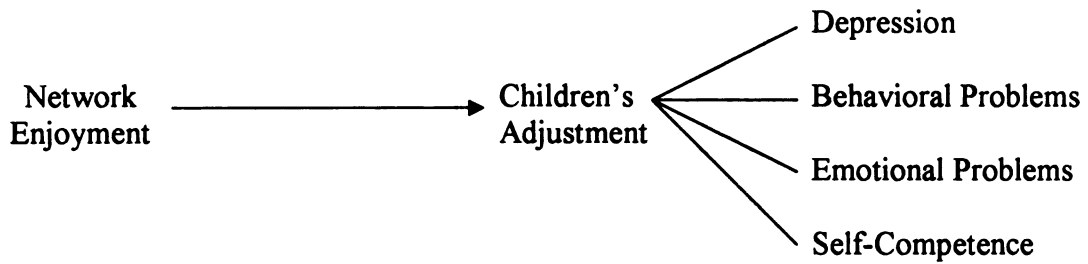 Network
Enjoyment
Children's
Adjustment
Depression
Behavioral Problems
Emotional Problems
Self-Competence